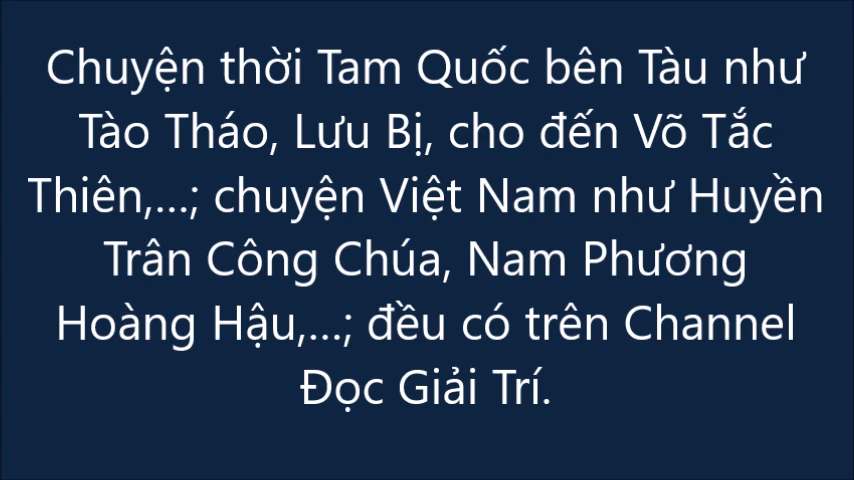 Chuyện thời Tam Quốc bên Tàu như
Tào Tháo, Lưu Bị, cho đến Võ Tắc
Thiên,...; chuyện Việt Nam như Huyền
Trân Công Chúa, Nam Phương
Hoàng Hậu,...; đều có trên Channel
Đọc Giải Trí.